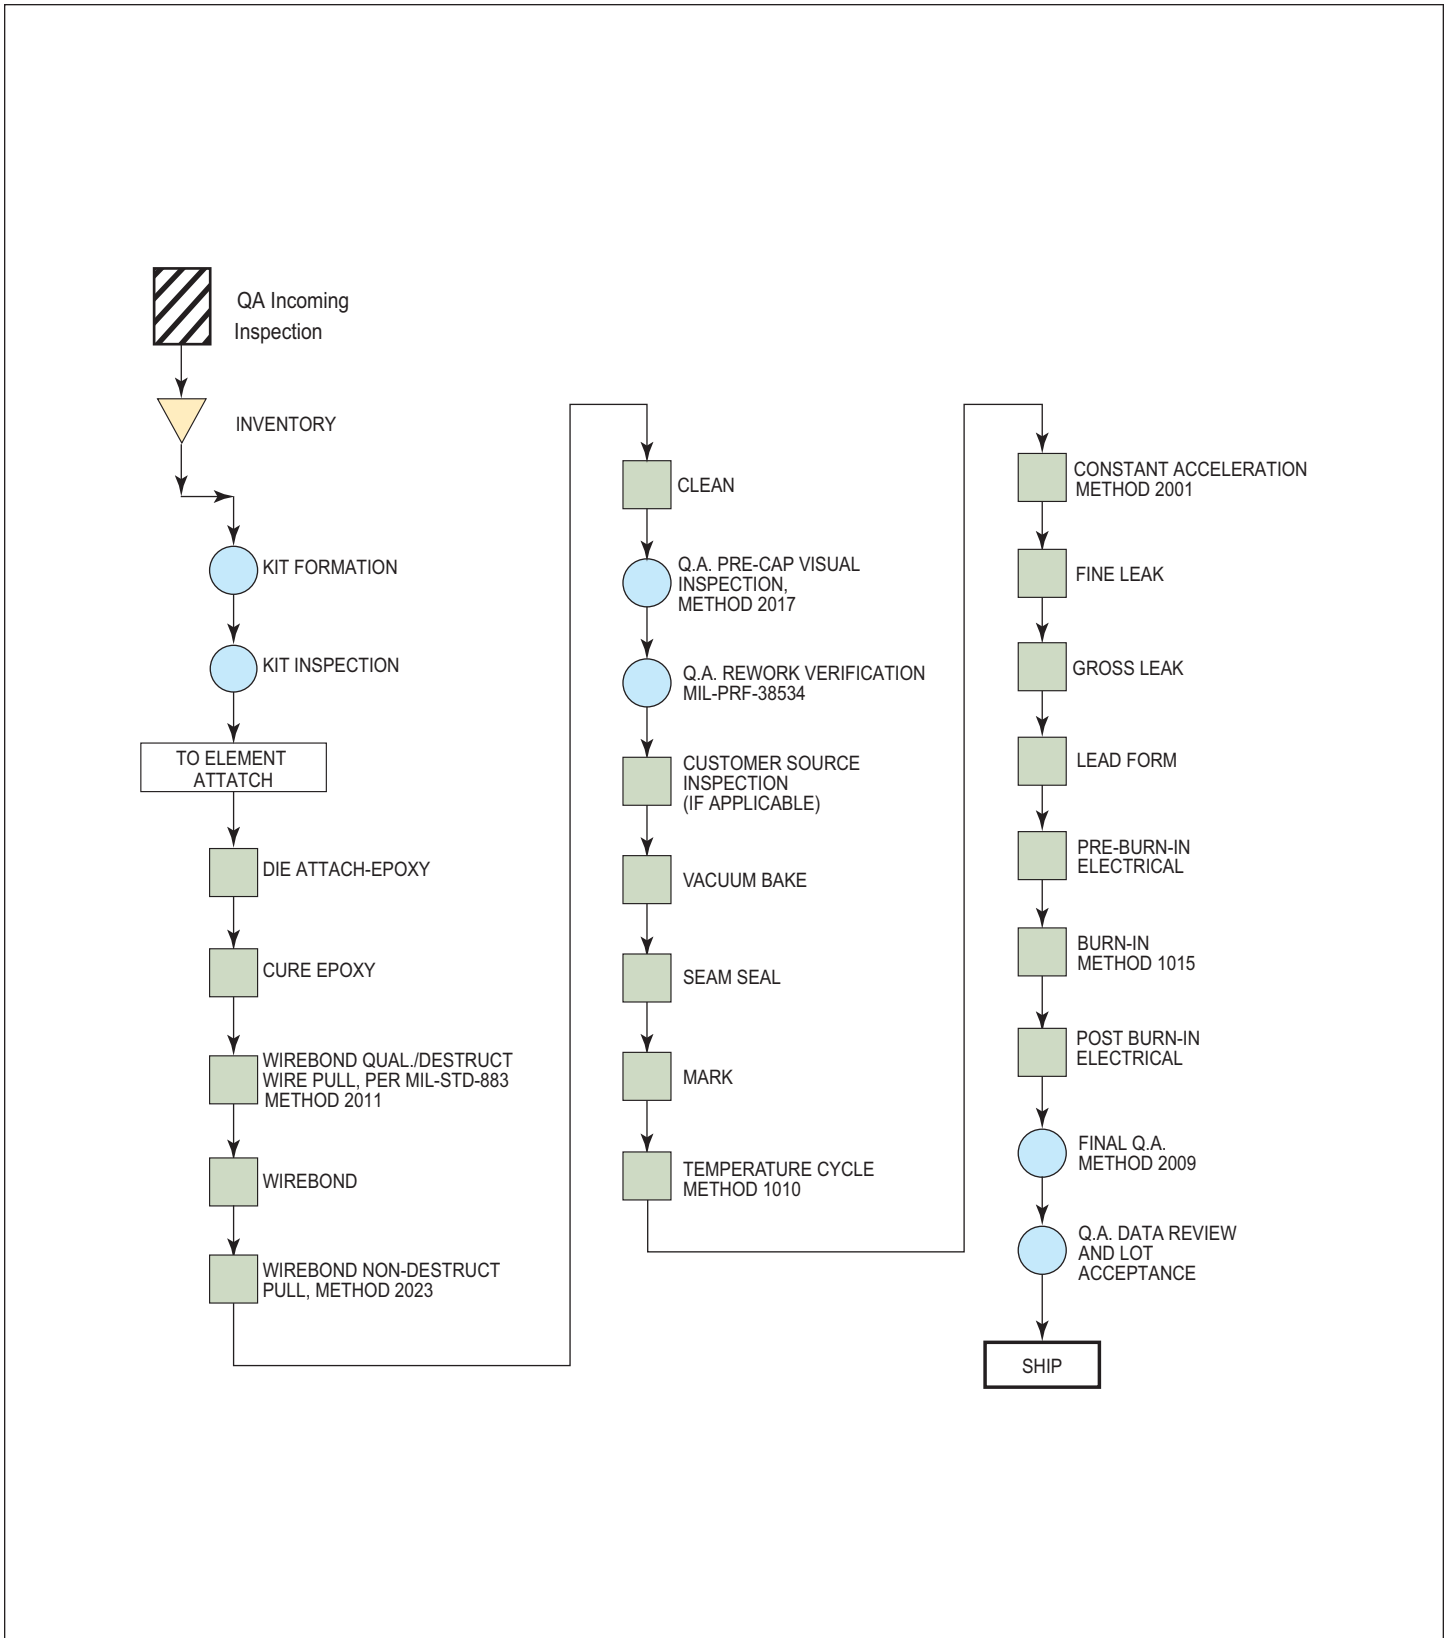 QA Incoming
Inspection
INVENTORY
KIT FORMATION
KIT INSPECTION
TO ELEMENT
ATTATCH
DIE ATTACH-EPOXY
CURE EPOXY
WIREBOND QUAL./DESTRUCT
WIRE PULL, PER MIL-STD-883
METHOD 2011
WIREBOND
WIREBOND NON-DESTRUCT
PULL, METHOD 2023
CLEAN
Q.A. PRE-CAP VISUAL
INSPECTION,
METHOD 2017
Q.A. REWORK VERIFICATION
MIL-PRF-38534
CUSTOMER SOURCE
INSPECTION
(IF APPLICABLE)
VACUUM BAKE
SEAM SEAL
MARK
TEMPERATURE CYCLE
METHOD 1010
CONSTANT ACCELERATION
METHOD 2001
FINE LEAK
GROSS LEAK
LEAD FORM
PRE-BURN-IN
ELECTRICAL
BURN-IN
METHOD 1015
POST BURN-IN
ELECTRICAL
FINAL Q.A.
METHOD 2009
Q.A. DATA REVIEW
AND LOT
ACCEPTANCE
SHIP